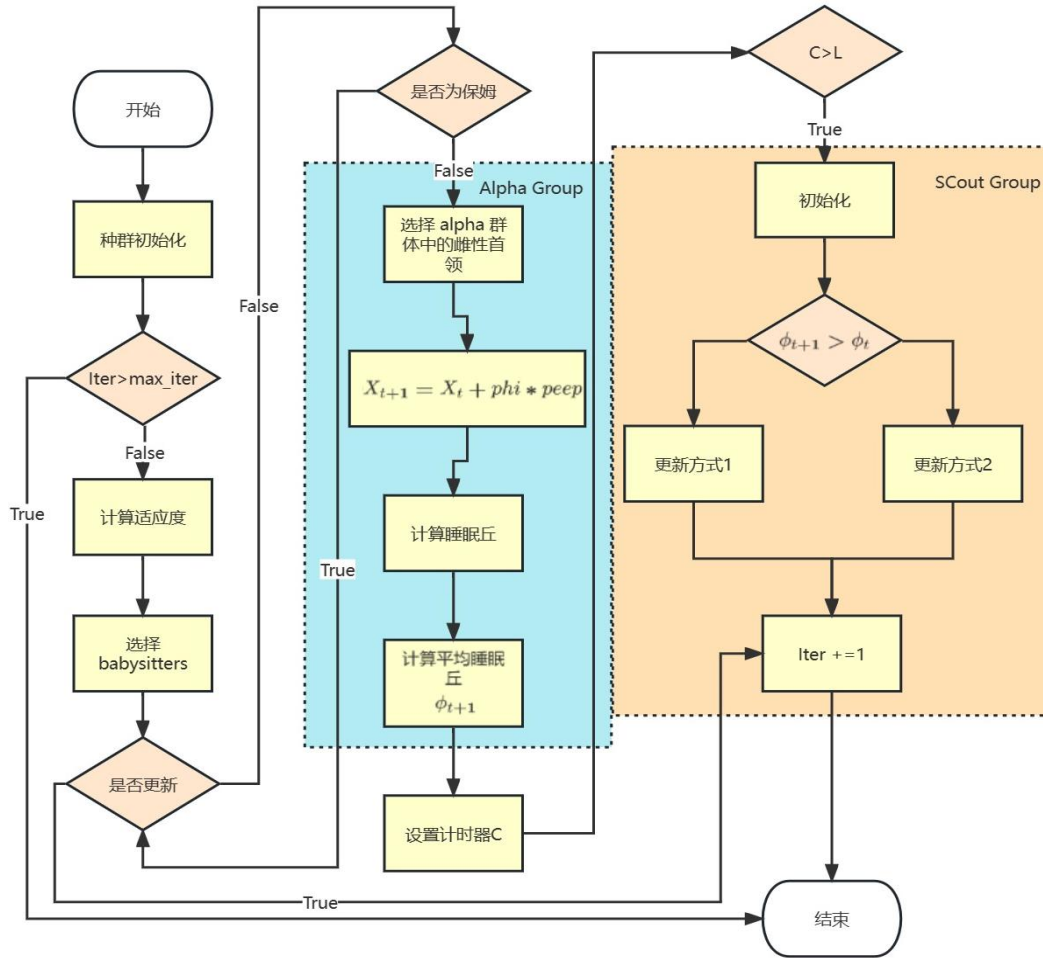 开始
种群初始化
Iter>max_iter
True
False
计算适应度
选择
babysitters
是否更新
False
True
是否为保姆
True
False
Alpha Group
选择 alpha 群
体中的雌性首
领
X_{t+1} = X_t + phi * peep
计算睡眠丘
计算平均睡眠
丘
ϕ_{t+1}
设置计时器C
C>L
True
SCout Group
初始化
ϕ_{t+1} > ϕ_t
更新方式1
更新方式2
Iter +=1
结束